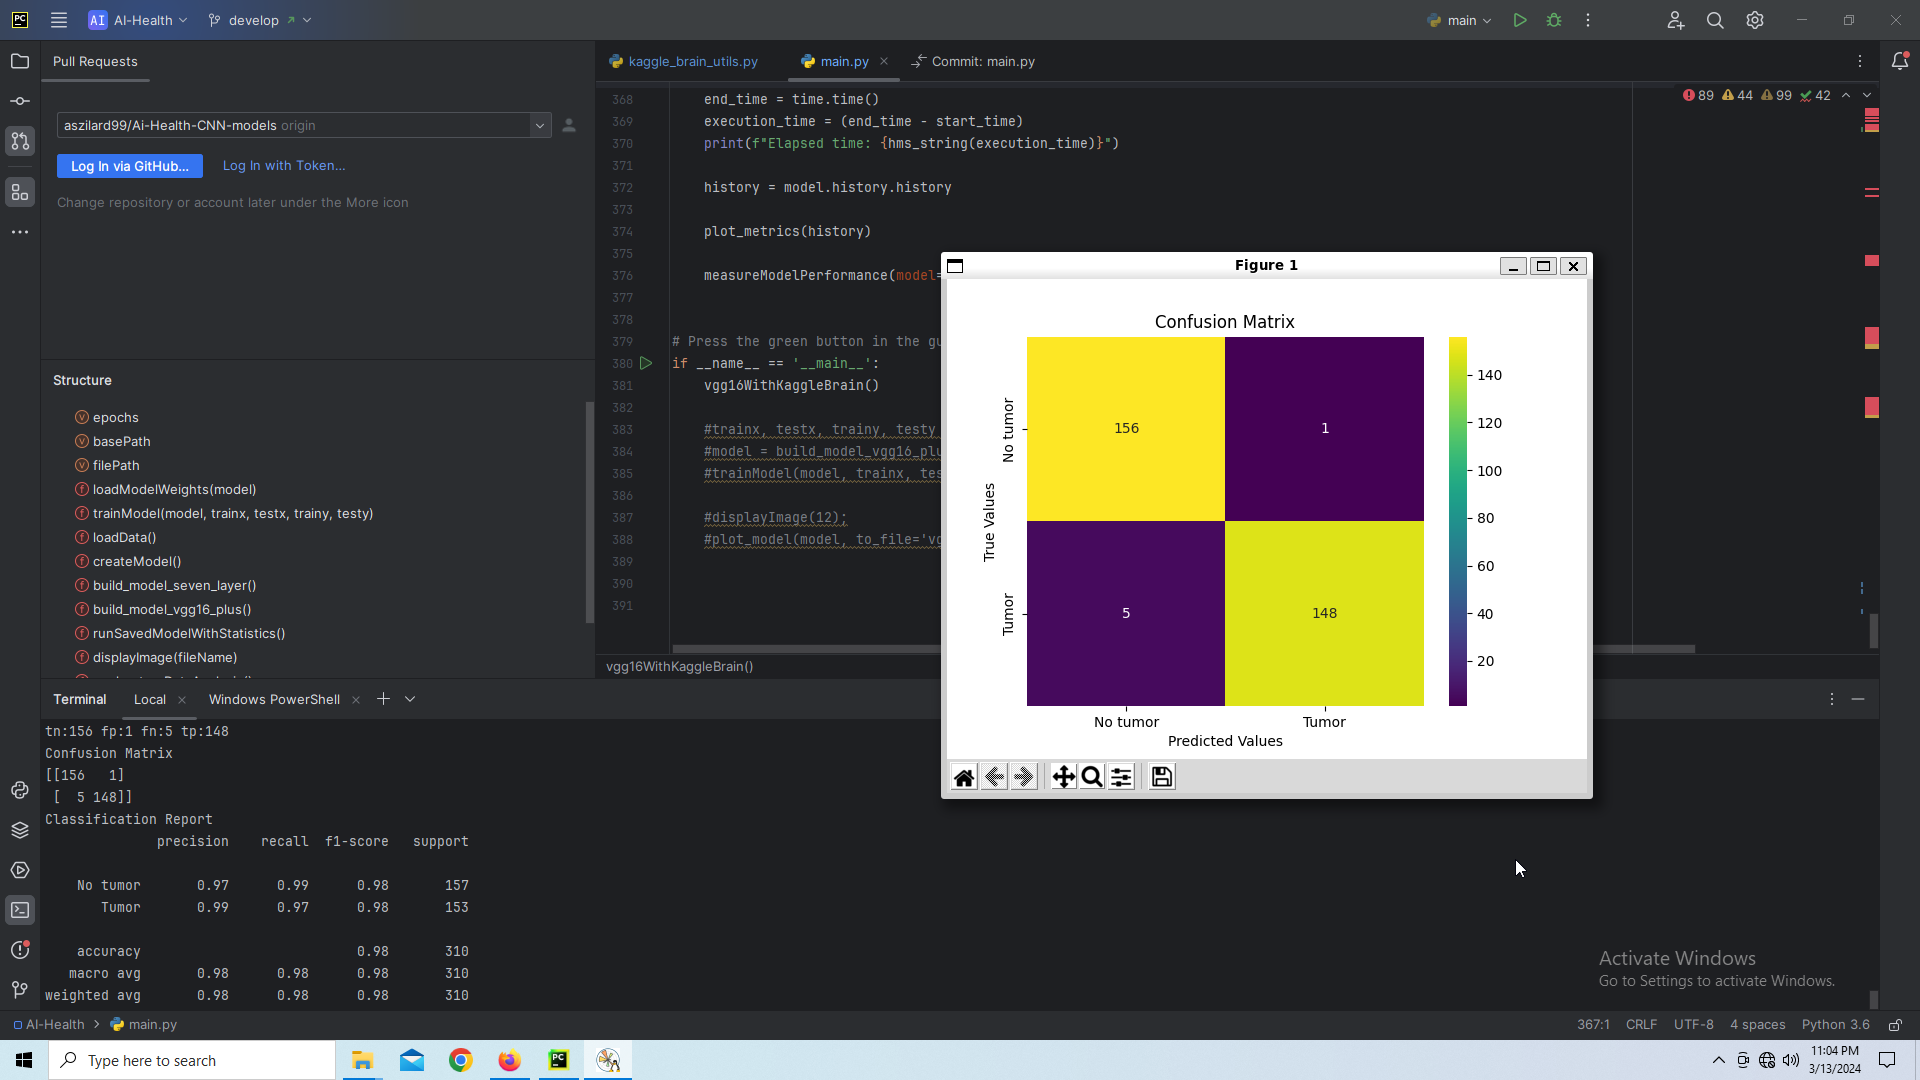 PC
AI AI-Health develop main
Pull Requests
kaggle_brain_utils.py main.py Commit: main.py
aszilard99/Ai-Health-CNN-models origin
Log In via GitHub... Log In with Token...
Change repository or account later under the More icon
Structure
epochs
basePath
filePath
loadModelWeights(model)
trainModel(model, trainx, testx, trainy, testy)
loadData()
createModel()
build_model_seven_layer()
build_model_vgg16_plus()
runSavedModelWithStatistics()
displayImage(fileName)
89 44 99 42
368 end_time = time.time()
369 execution_time = (end_time - start_time)
370 print(f"Elapsed time: {hms_string(execution_time)}")
371
372 history = model.history.history
373
374 plot_metrics(history)
375
376 measureModelPerformance(model=
377
378
379 # Press the green button in the gu
380 if __name__ == '__main__':
381 vgg16WithKaggleBrain()
382
383 #trainx, testx, trainy, testy
384 #model = build_model_vgg16_plu
385 #trainModel(model, trainx, tes
386
387 #displayImage(12);
388 #plot_model(model, to_file='vg
389
390
391
vgg16WithKaggleBrain()
Figure 1
Confusion Matrix
True Values
No tumor
Tumor
156 1
5 148
No tumor Tumor
Predicted Values
140
120
100
80
60
40
20
Terminal Local Windows PowerShell
tn:156 fp:1 fn:5 tp:148
Confusion Matrix
[[156 1]
[ 5 148]]
Classification Report
precision recall f1-score support
No tumor 0.97 0.99 0.98 157
Tumor 0.99 0.97 0.98 153
accuracy 0.98 310
macro avg 0.98 0.98 0.98 310
weighted avg 0.98 0.98 0.98 310
Activate Windows
Go to Settings to activate Windows.
AI-Health main.py 367:1 CRLF UTF-8 4 spaces Python 3.6
Type here to search
PC
11:04 PM
3/13/2024